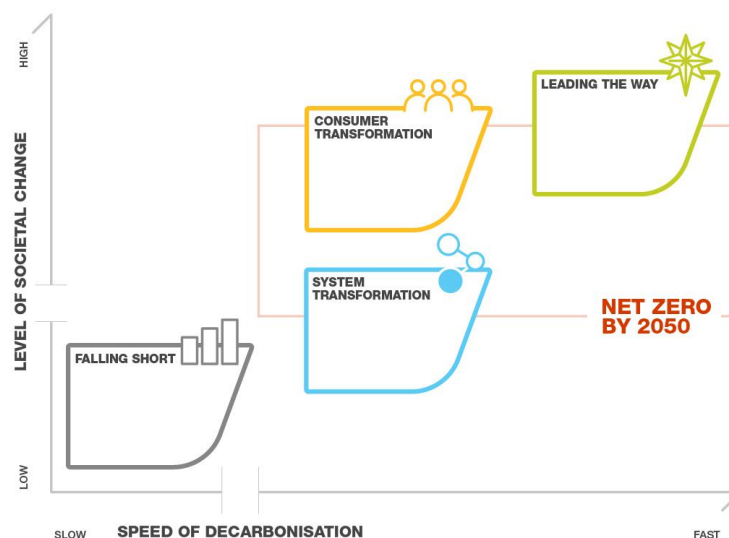 HIGH
LEVEL OF SOCIETAL CHANGE
LOW
LEADING THE WAY
CONSUMER
TRANSFORMATION
SYSTEM
TRANSFORMATION
NET ZERO
BY 2050
FALLING SHORT
SLOW
SPEED OF DECARBONISATION
FAST